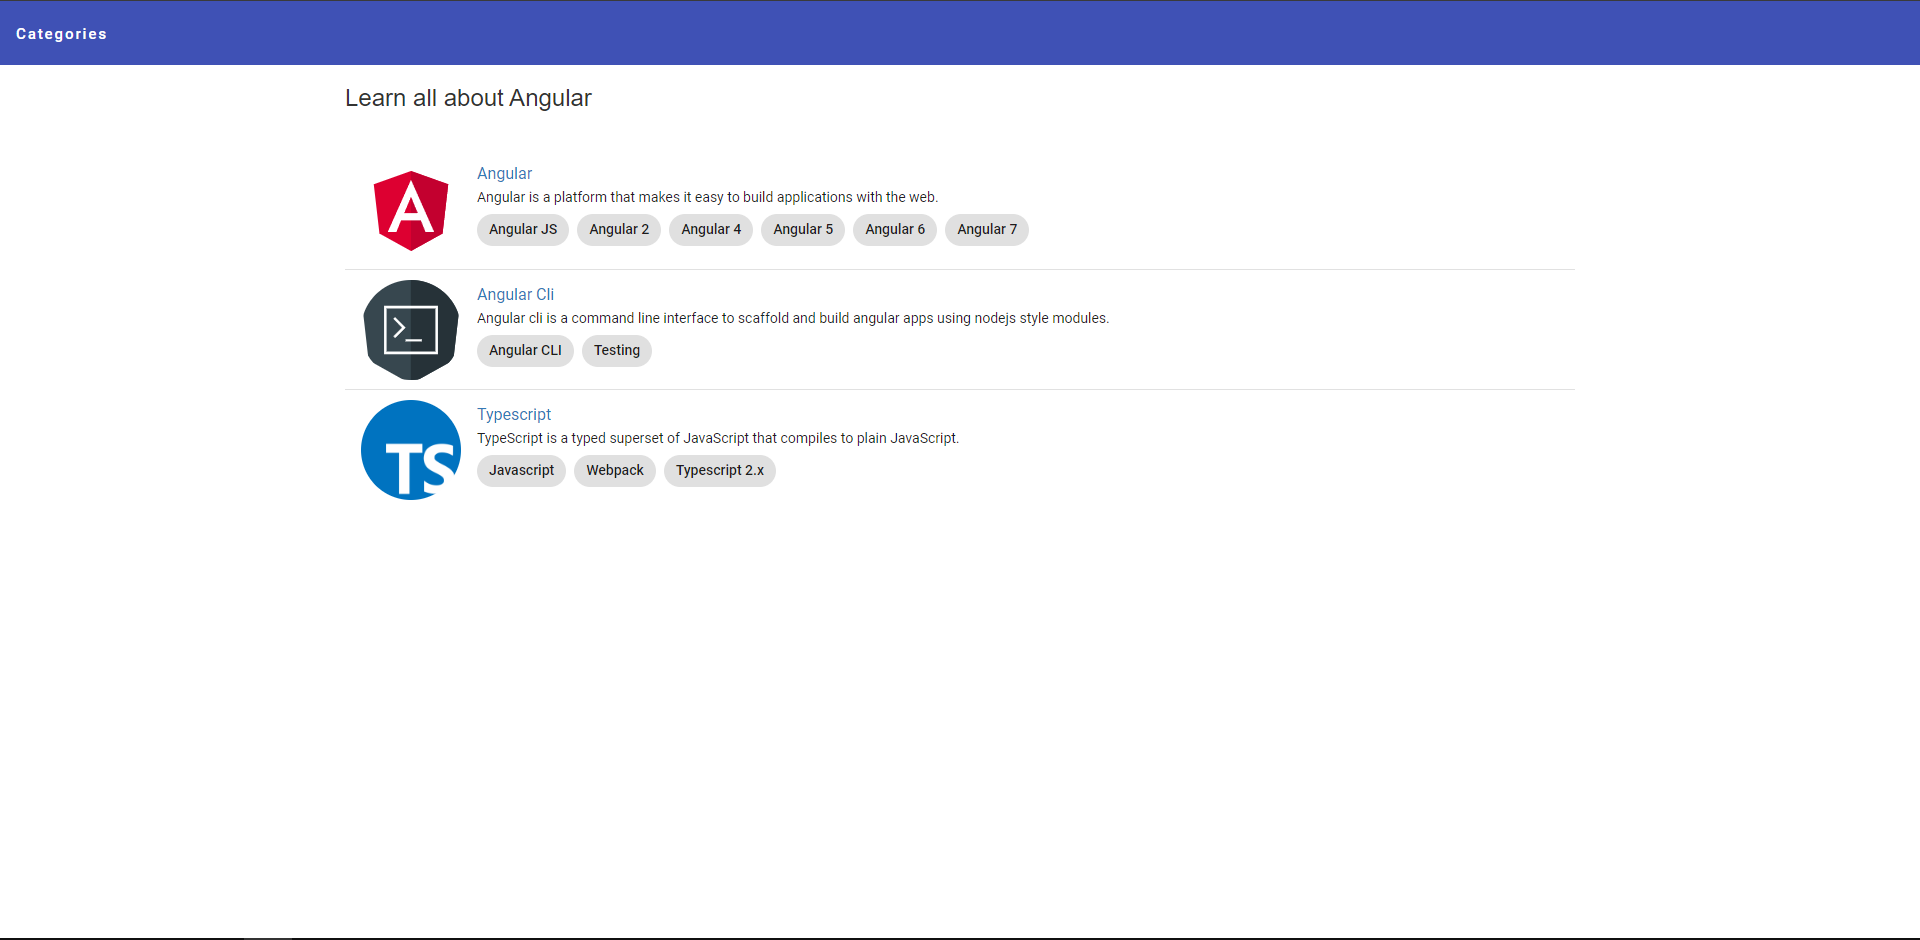 Categories
Learn all about Angular
A
Angular
Angular is a platform that makes it easy to build applications with the web.
Angular JS Angular 2 Angular 4 Angular 5 Angular 6 Angular 7
>_
Angular Cli
Angular cli is a command line interface to scaffold and build angular apps using nodejs style modules.
Angular CLI Testing
TS
Typescript
TypeScript is a typed superset of JavaScript that compiles to plain JavaScript.
Javascript Webpack Typescript 2.x